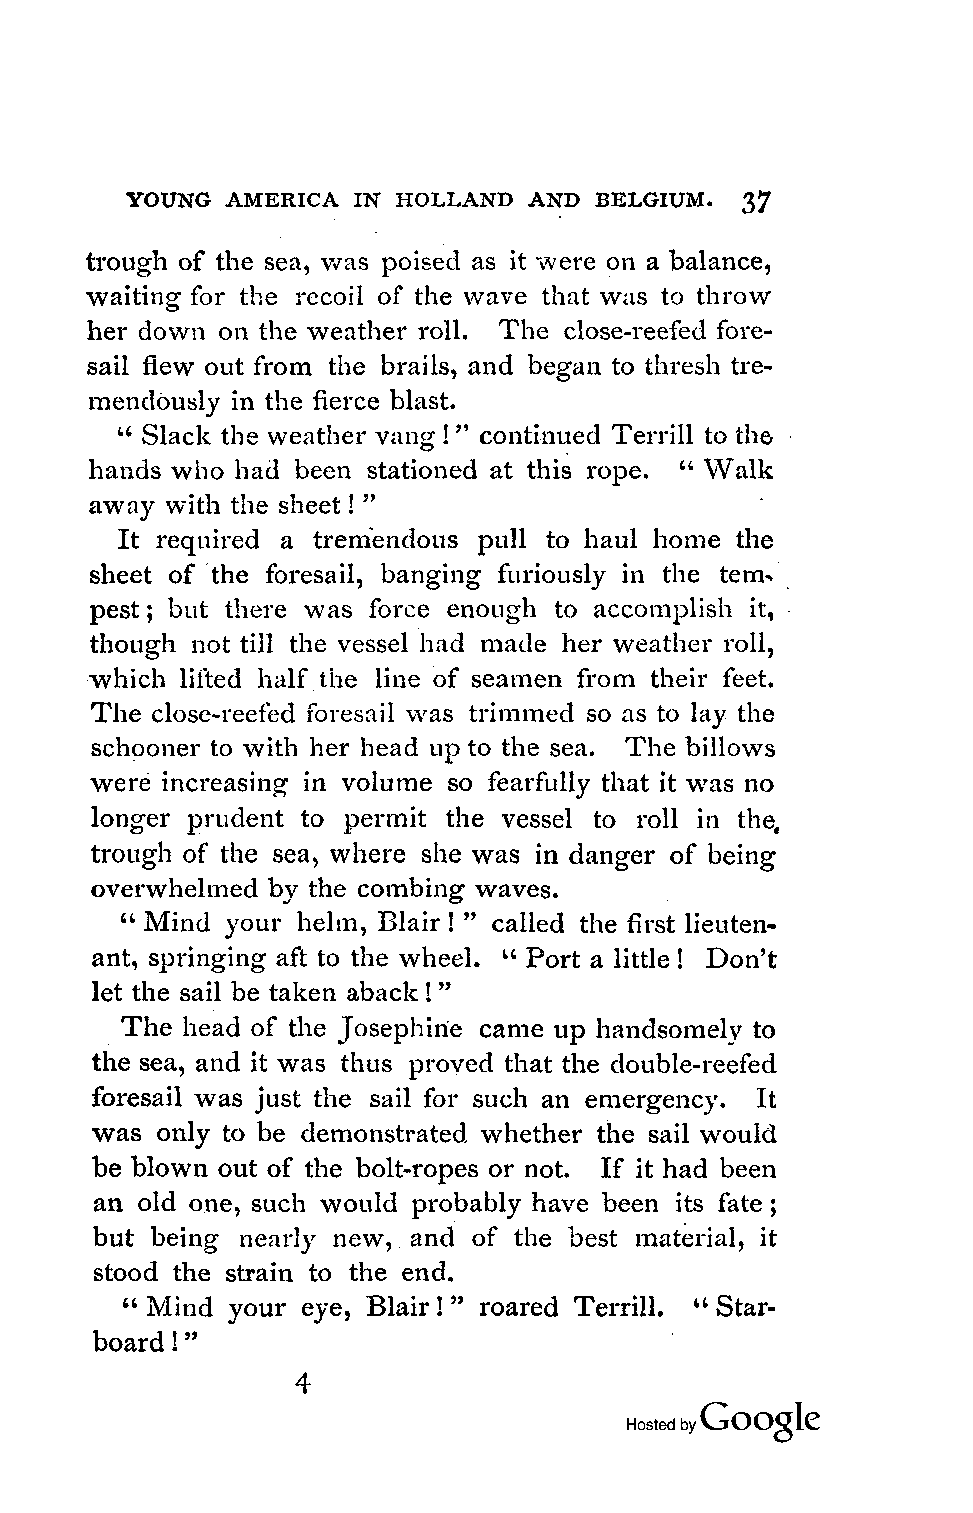 YOUNG AMERICA IN HOLLAND AND BELGIUM. 37
trough of the sea, was poised as it were on a balance,
waiting for the recoil of the wave that was to throw
her down on the weather roll. The close-reefed fore-
sail flew out from the brails, and began to thresh tre-
mendously in the fierce blast.
“ Slack the weather vang ! ” continued Terrill to the
hands who had been stationed at this rope. “ Walk
away with the sheet ! ”
It required a tremendous pull to haul home the
sheet of the foresail, banging furiously in the tem-
pest ; but there was force enough to accomplish it,
though not till the vessel had made her weather roll,
which lifted half the line of seamen from their feet.
The close-reefed foresail was trimmed so as to lay the
schooner to with her head up to the sea. The billows
were increasing in volume so fearfully that it was no
longer prudent to permit the vessel to roll in the
trough of the sea, where she was in danger of being
overwhelmed by the combing waves.
“ Mind your helm, Blair ! ” called the first lieuten-
ant, springing aft to the wheel. “ Port a little ! Don’t
let the sail be taken aback ! ”
The head of the Josephine came up handsomely to
the sea, and it was thus proved that the double-reefed
foresail was just the sail for such an emergency. It
was only to be demonstrated whether the sail would
be blown out of the bolt-ropes or not. If it had been
an old one, such would probably have been its fate ;
but being nearly new, and of the best material, it
stood the strain to the end.
“ Mind your eye, Blair ! ” roared Terrill. “ Star-
board ! ”
4
Hosted by Google